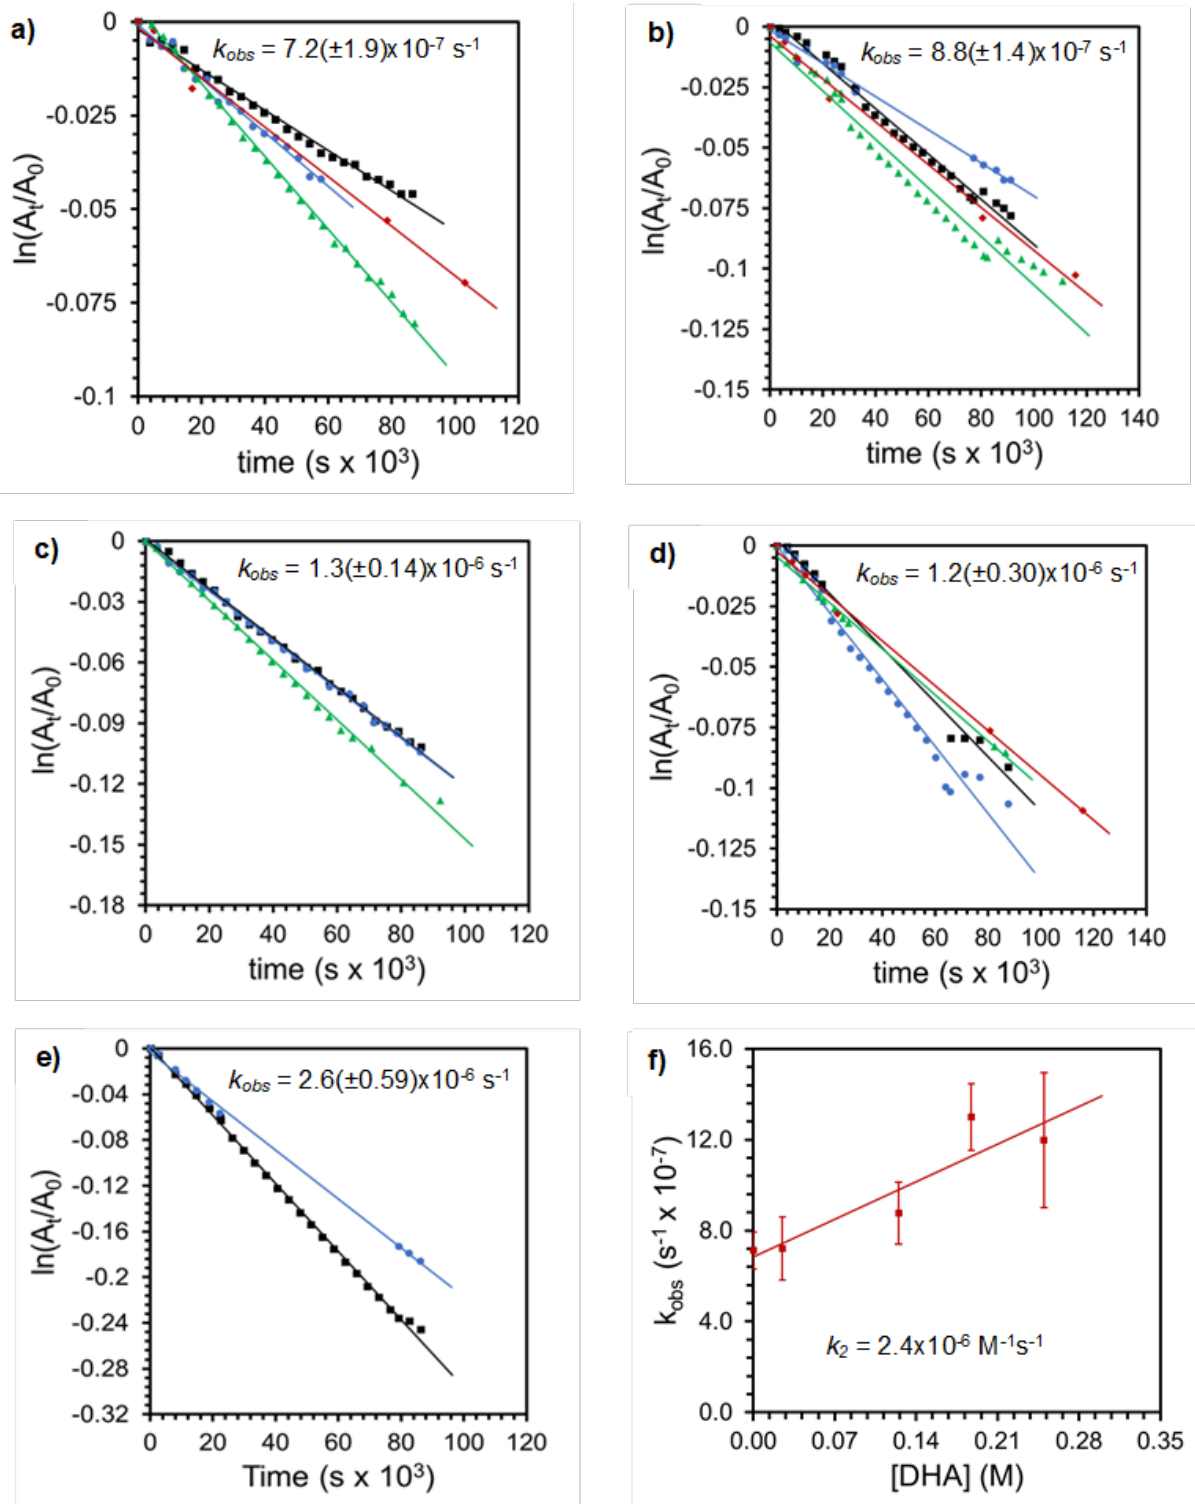 a)
k_obs = 7.2(±1.9)x10⁻⁷ s⁻¹
0
-0.025
-0.05
-0.075
-0.1
ln(Aₜ/A₀)
0 20 40 60 80 100 120
time (s x 10³)
b)
k_obs = 8.8(±1.4)x10⁻⁷ s⁻¹
0
-0.025
-0.05
-0.075
-0.1
-0.125
-0.15
ln(Aₜ/A₀)
0 20 40 60 80 100 120 140
time (s x 10³)
c)
k_obs = 1.3(±0.14)x10⁻⁶ s⁻¹
0
-0.03
-0.06
-0.09
-0.12
-0.15
-0.18
ln(Aₜ/A₀)
0 20 40 60 80 100 120
time (s x 10³)
d)
k_obs = 1.2(±0.30)x10⁻⁶ s⁻¹
0
-0.025
-0.05
-0.075
-0.1
-0.125
-0.15
ln(Aₜ/A₀)
0 20 40 60 80 100 120 140
time (s x 10³)
e)
k_obs = 2.6(±0.59)x10⁻⁶ s⁻¹
0
-0.04
-0.08
-0.12
-0.16
-0.2
-0.24
-0.28
-0.32
ln(Aₜ/A₀)
0 20 40 60 80 100 120
Time (s x 10³)
f)
16.0
12.0
8.0
4.0
0.0
k_obs (s⁻¹ x 10⁻⁷)
k₂ = 2.4x10⁻⁶ M⁻¹s⁻¹
0.00 0.07 0.14 0.21 0.28 0.35
[DHA] (M)